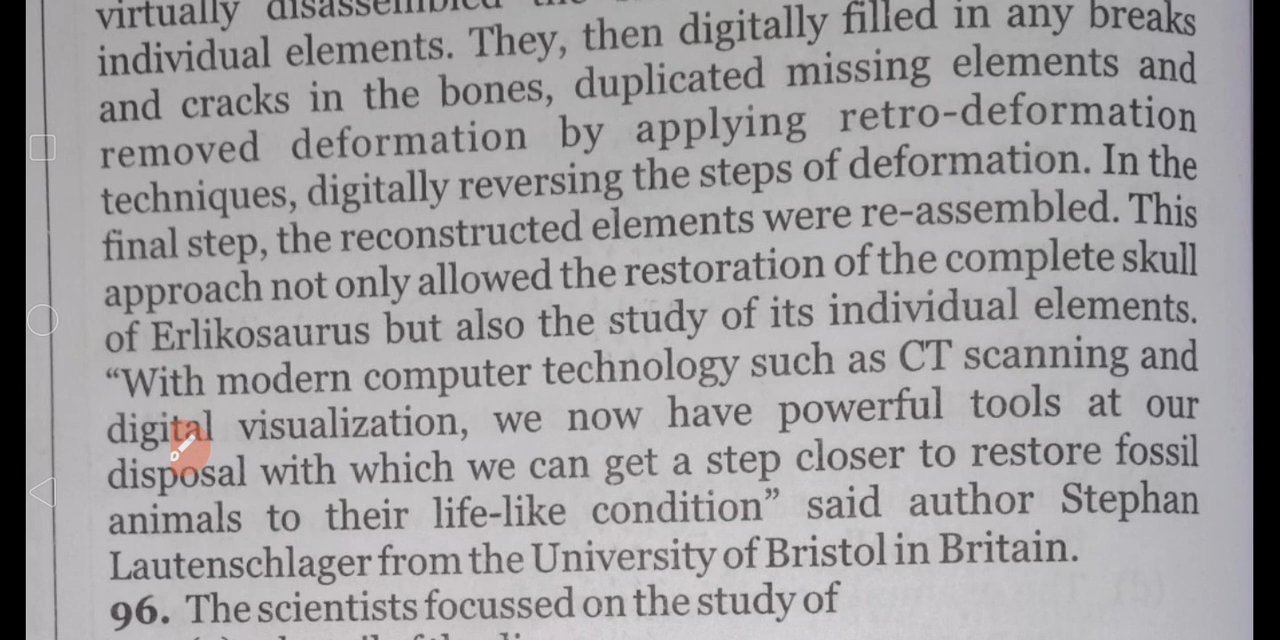 virtually disassembled the
individual elements. They, then digitally filled in any breaks
and cracks in the bones, duplicated missing elements and
removed deformation by applying retro-deformation
techniques, digitally reversing the steps of deformation. In the
final step, the reconstructed elements were re-assembled. This
approach not only allowed the restoration of the complete skull
of Erlikosaurus but also the study of its individual elements.
“With modern computer technology such as CT scanning and
digital visualization, we now have powerful tools at our
disposal with which we can get a step closer to restore fossil
animals to their life-like condition” said author Stephan
Lautenschlager from the University of Bristol in Britain.
96. The scientists focussed on the study of